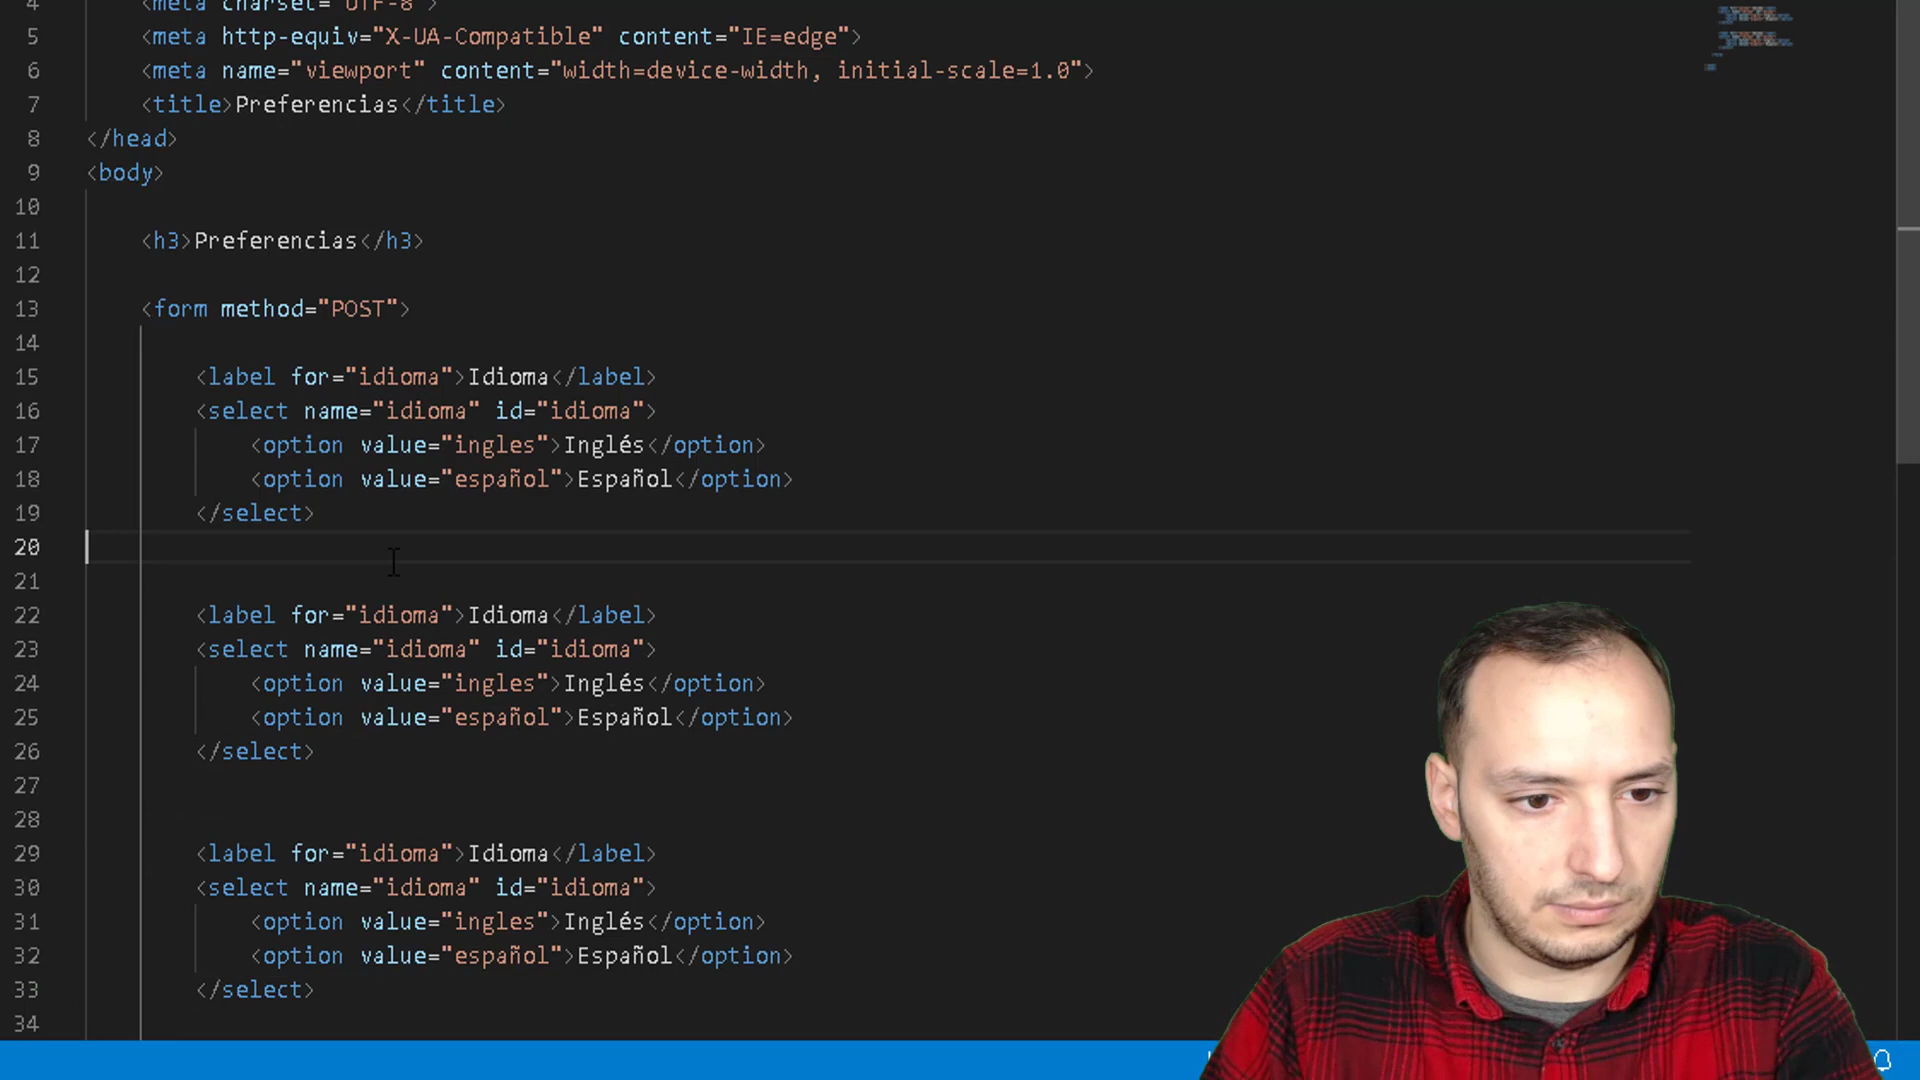 4 <meta charset="UTF-8">
5 <meta http-equiv="X-UA-Compatible" content="IE=edge">
6 <meta name="viewport" content="width=device-width, initial-scale=1.0">
7 <title>Preferencias</title>
8 </head>
9 <body>
10
11 <h3>Preferencias</h3>
12
13 <form method="POST">
14
15 <label for="idioma">Idioma</label>
16 <select name="idioma" id="idioma">
17 <option value="ingles">Inglés</option>
18 <option value="español">Español</option>
19 </select>
20
21
22 <label for="idioma">Idioma</label>
23 <select name="idioma" id="idioma">
24 <option value="ingles">Inglés</option>
25 <option value="español">Español</option>
26 </select>
27
28
29 <label for="idioma">Idioma</label>
30 <select name="idioma" id="idioma">
31 <option value="ingles">Inglés</option>
32 <option value="español">Español</option>
33 </select>
34